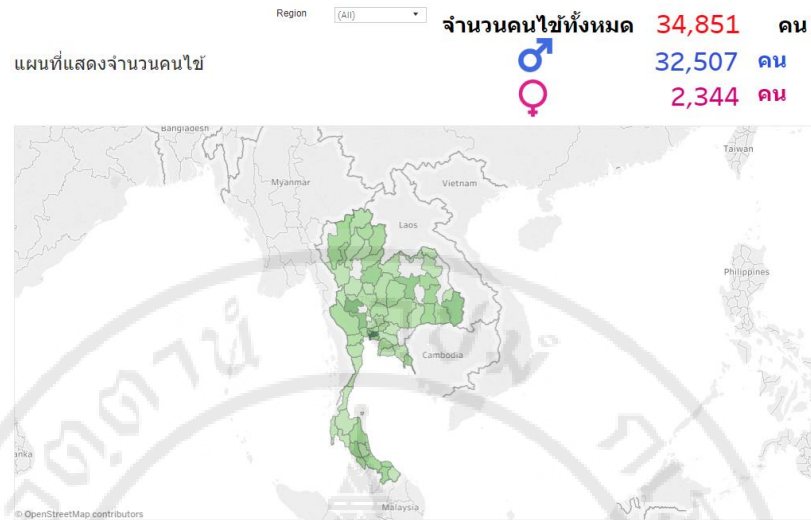 Region (All)
จำนวนคนไข้ทั้งหมด 34,851 คน
แผนที่แสดงจำนวนคนไข้
♂ 32,507 คน
♀ 2,344 คน
Bangladesh
Taiwan
Myanmar
Vietnam
Laos
Philippines
Cambodia
anka
Malaysia
© OpenStreetMap contributors